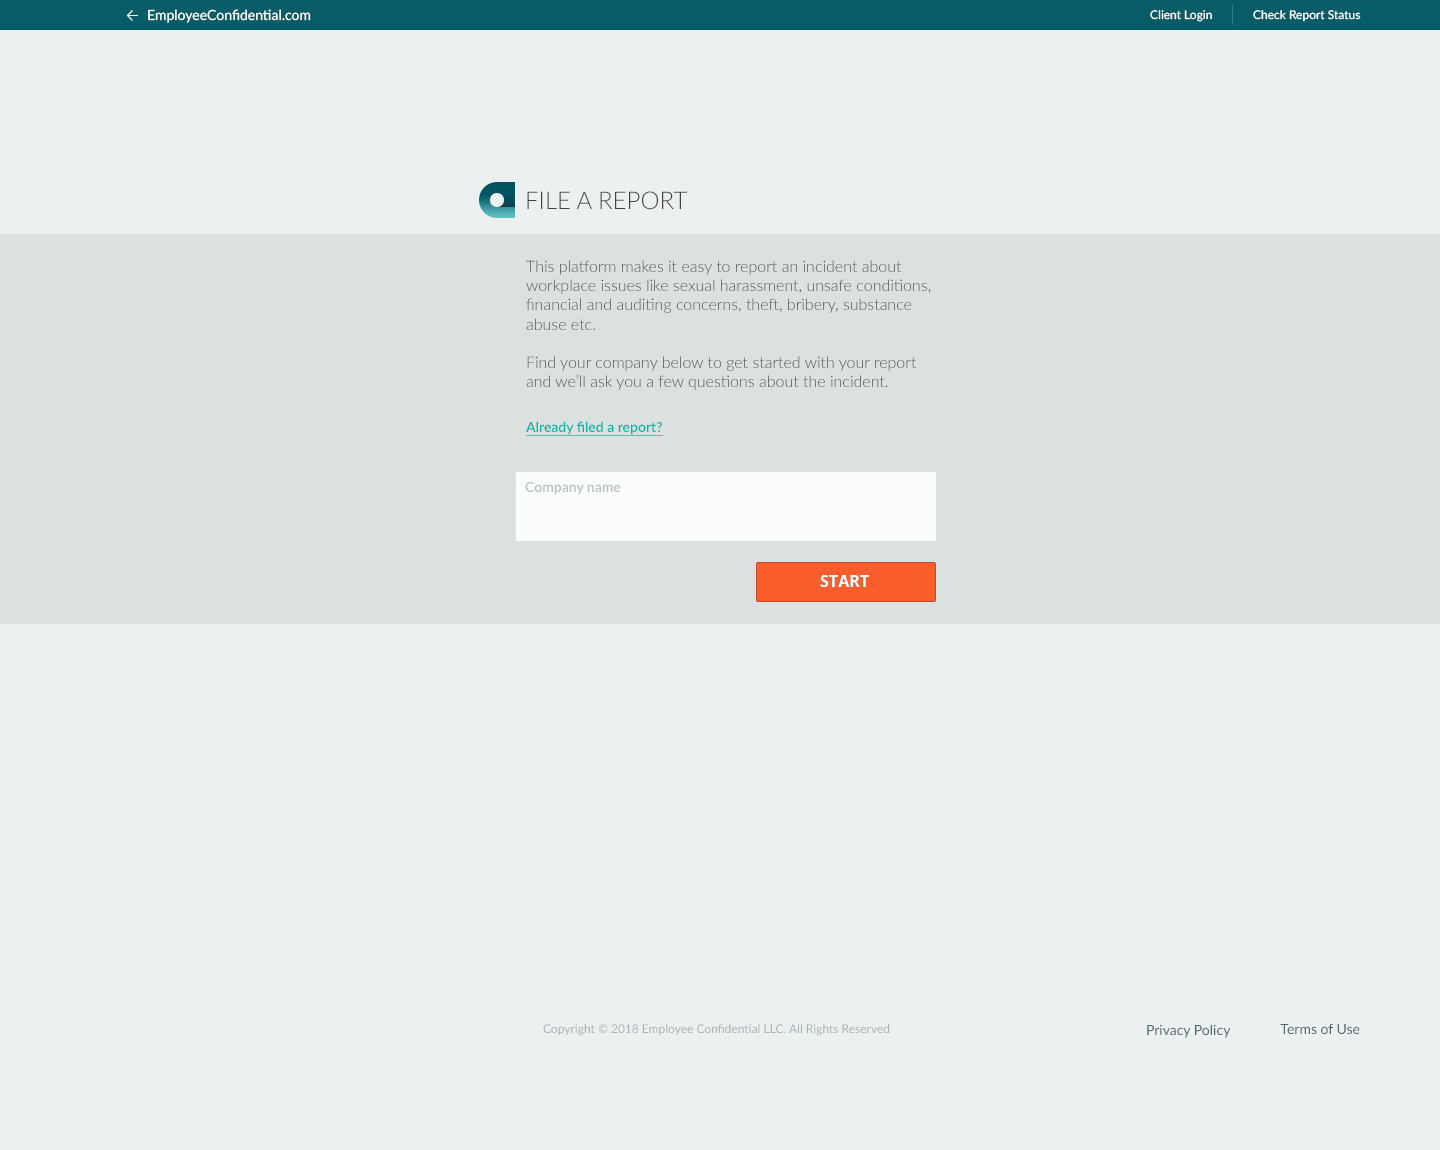 EmployeeConfidential.com
Client Login
Check Report Status
FILE A REPORT
This platform makes it easy to report an incident about
workplace issues like sexual harassment, unsafe conditions,
financial and auditing concerns, theft, bribery, substance
abuse etc.
Find your company below to get started with your report
and we'll ask you a few questions about the incident.
Already filed a report?
Company name
START
Copyright © 2018 Employee Confidential LLC. All Rights Reserved
Privacy Policy
Terms of Use